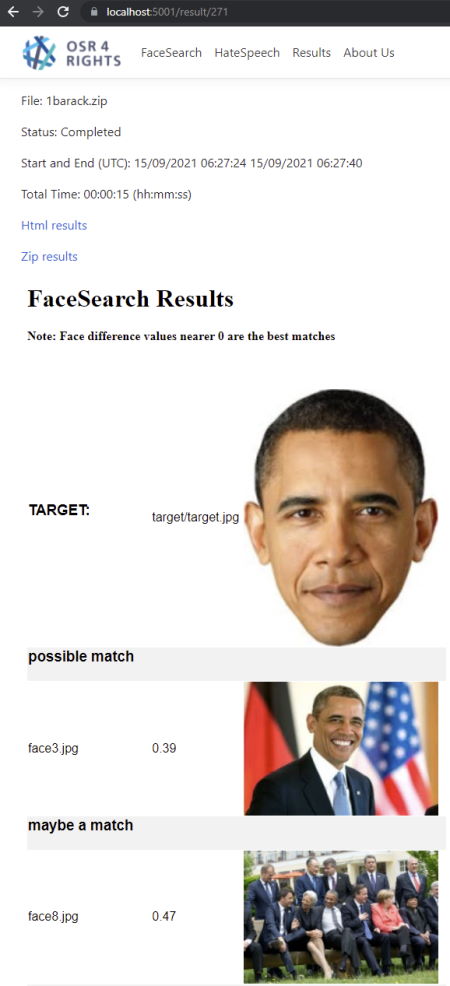 localhost:5001/result/271
OSR 4
RIGHTS
FaceSearch HateSpeech Results About Us
File: 1barack.zip
Status: Completed
Start and End (UTC): 15/09/2021 06:27:24 15/09/2021 06:27:40
Total Time: 00:00:15 (hh:mm:ss)
Html results
Zip results
FaceSearch Results
Note: Face difference values nearer 0 are the best matches
TARGET: target/target.jpg
possible match
face3.jpg 0.39
maybe a match
face8.jpg 0.47